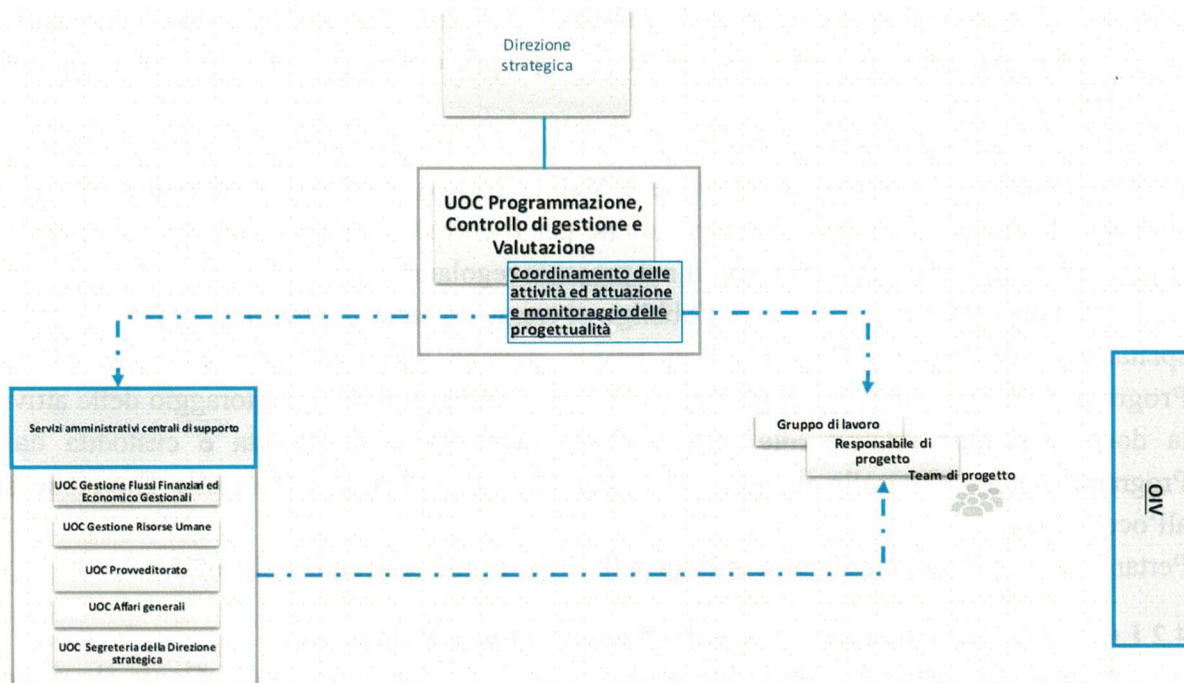 Direzione
strategica
UOC Programmazione,
Controllo di gestione e
Valutazione
Coordinamento delle
attività ed attuazione
e monitoraggio delle
progettualità
Servizi amministrativi centrali di supporto
UOC Gestione Flussi Finanziari ed
Economico Gestionali
UOC Gestione Risorse Umane
UOC Provveditorato
UOC Affari generali
UOC Segreteria della Direzione
strategica
Gruppo di lavoro
Responsabile di
progetto
Team di progetto
OIV